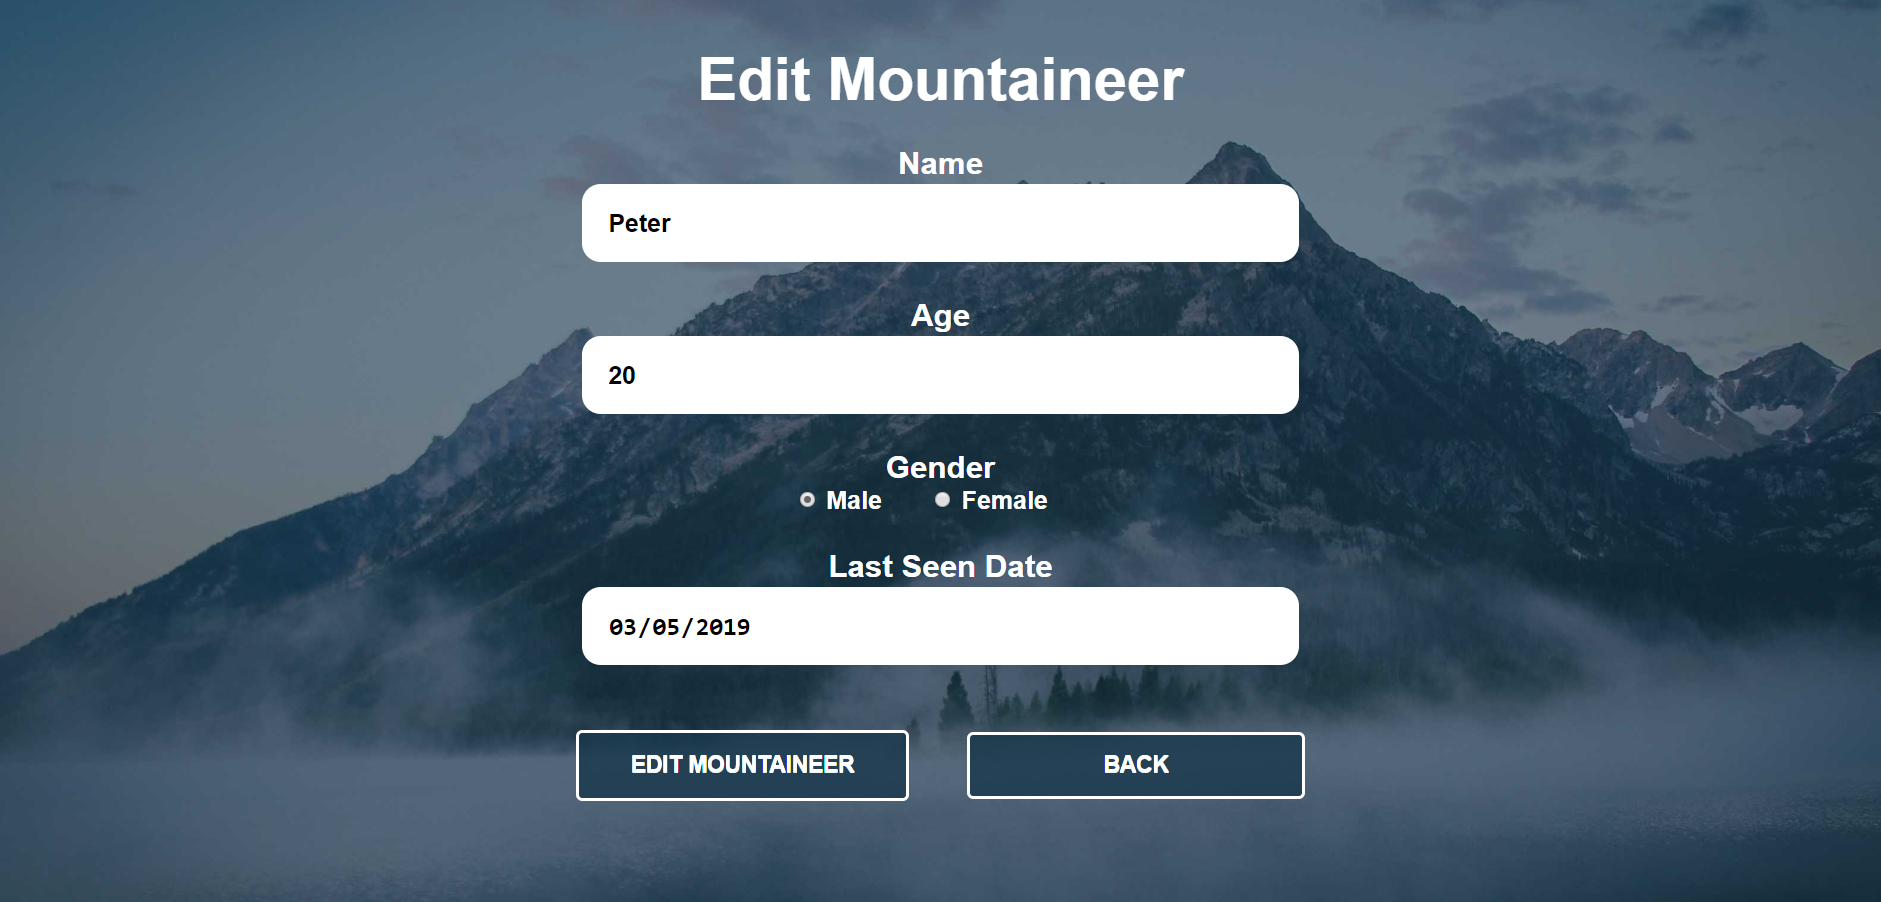 Edit Mountaineer
Name
Peter
Age
20
Gender
Male Female
Last Seen Date
03/05/2019
EDIT MOUNTAINEER BACK